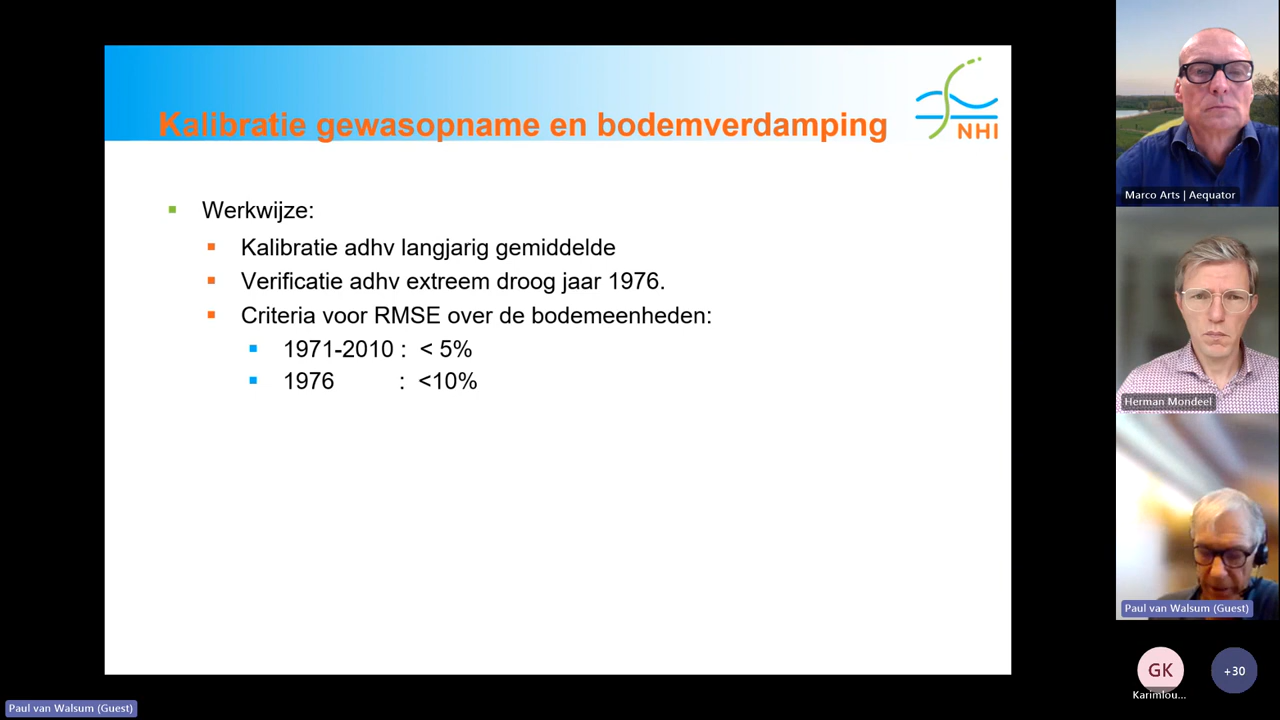 Kalibratie gewasopname en bodemverdamping
NHI
Werkwijze:
Kalibratie adhv langjarig gemiddelde
Verificatie adhv extreem droog jaar 1976.
Criteria voor RMSE over de bodemeenheden:
1971-2010 : < 5%
1976 : <10%
Marco Arts | Aequator
Herman Mondeel
Paul van Walsum (Guest)
GK
+30
Karimlou...
Paul van Walsum (Guest)